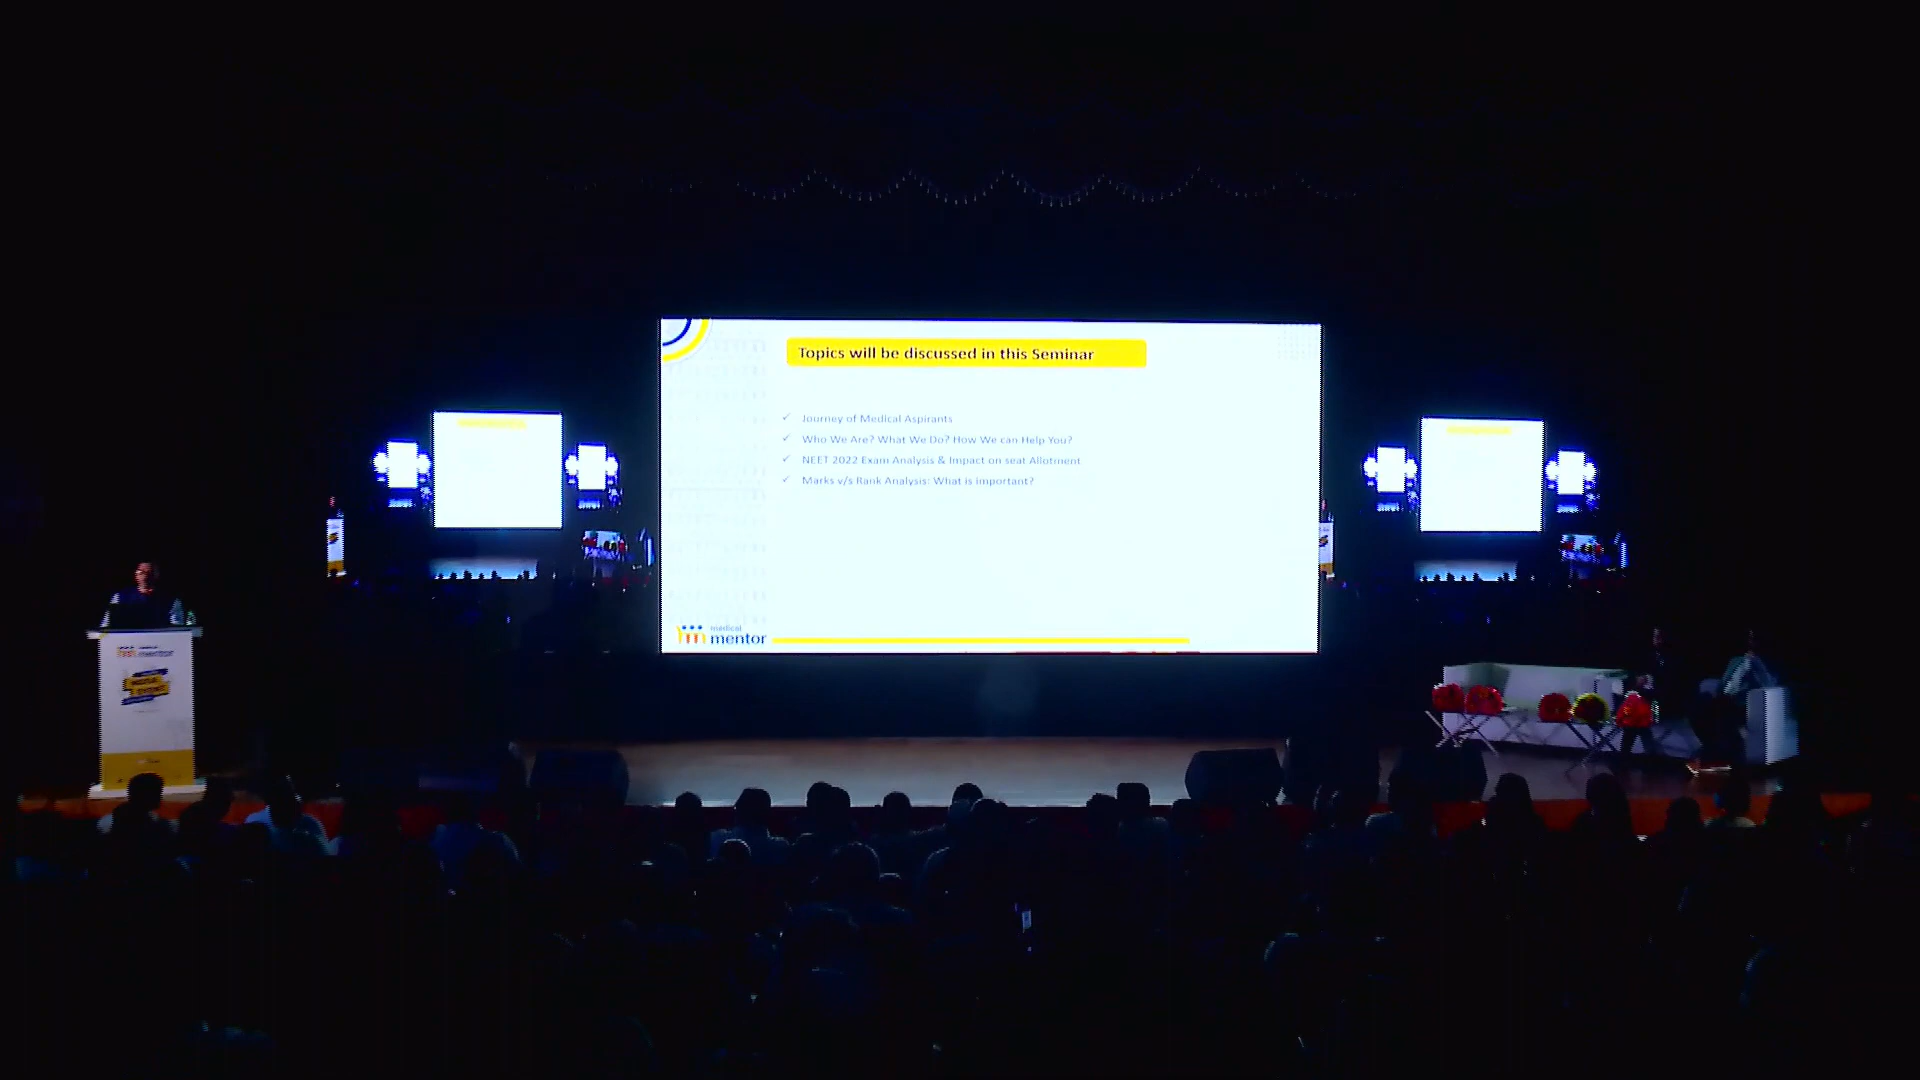 Topics will be discussed in this Seminar
✓ Journey of Medical Aspirants
✓ Who We Are? What We Do? How We can Help You?
✓ NEET 2022 Exam Analysis & Impact on seat Allotment
✓ Marks v/s Rank Analysis: What is important?
medical
mentor
mentor